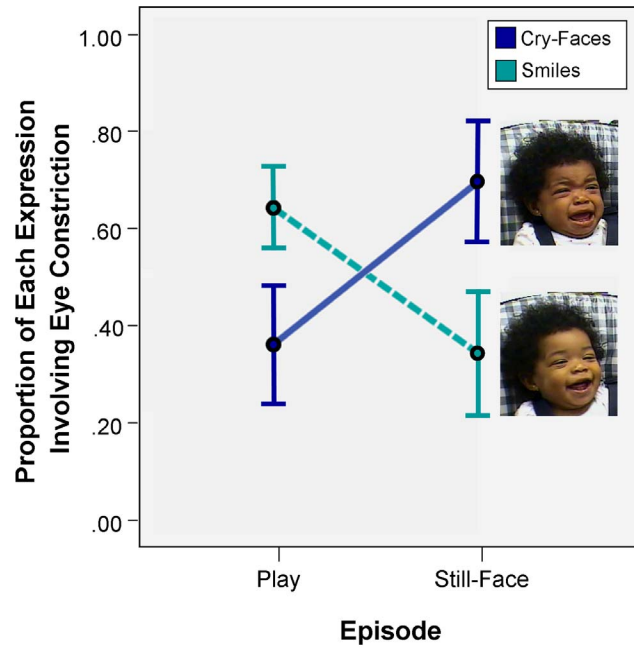 1.00
.80
.60
.40
.20
.00
Proportion of Each Expression
Involving Eye Constriction
Cry-Faces
Smiles
Play
Still-Face
Episode